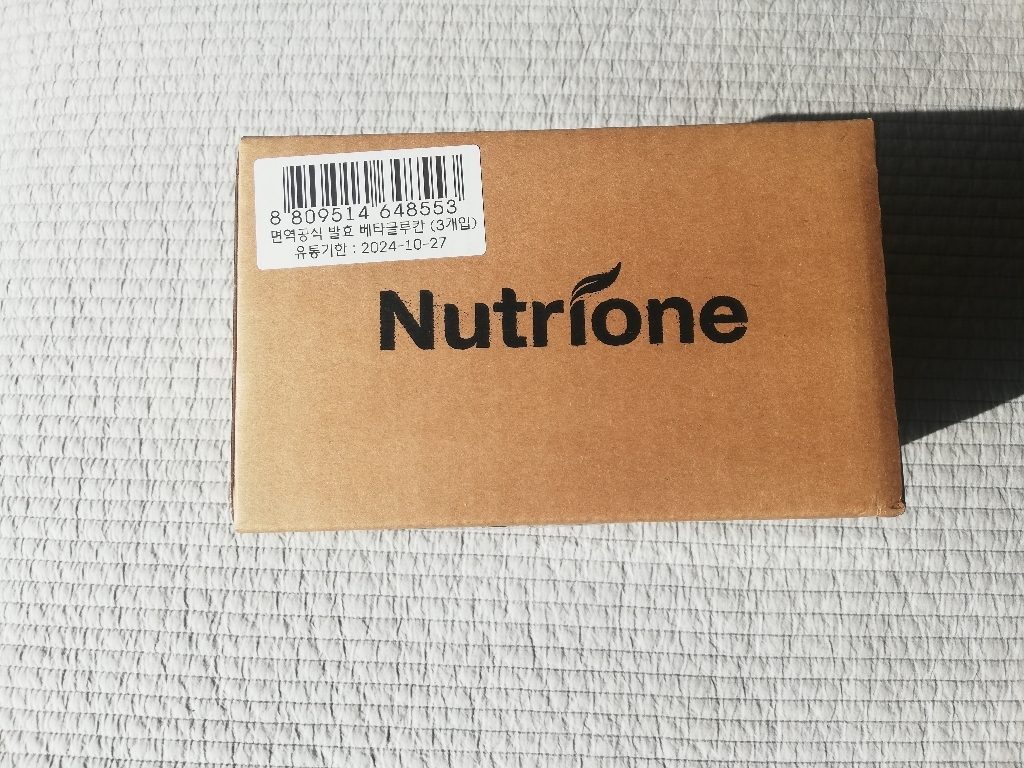 8 809514 648553
면역공식 발효 베타글루칸 (3개입)
유통기한 : 2024-10-27
Nutrione